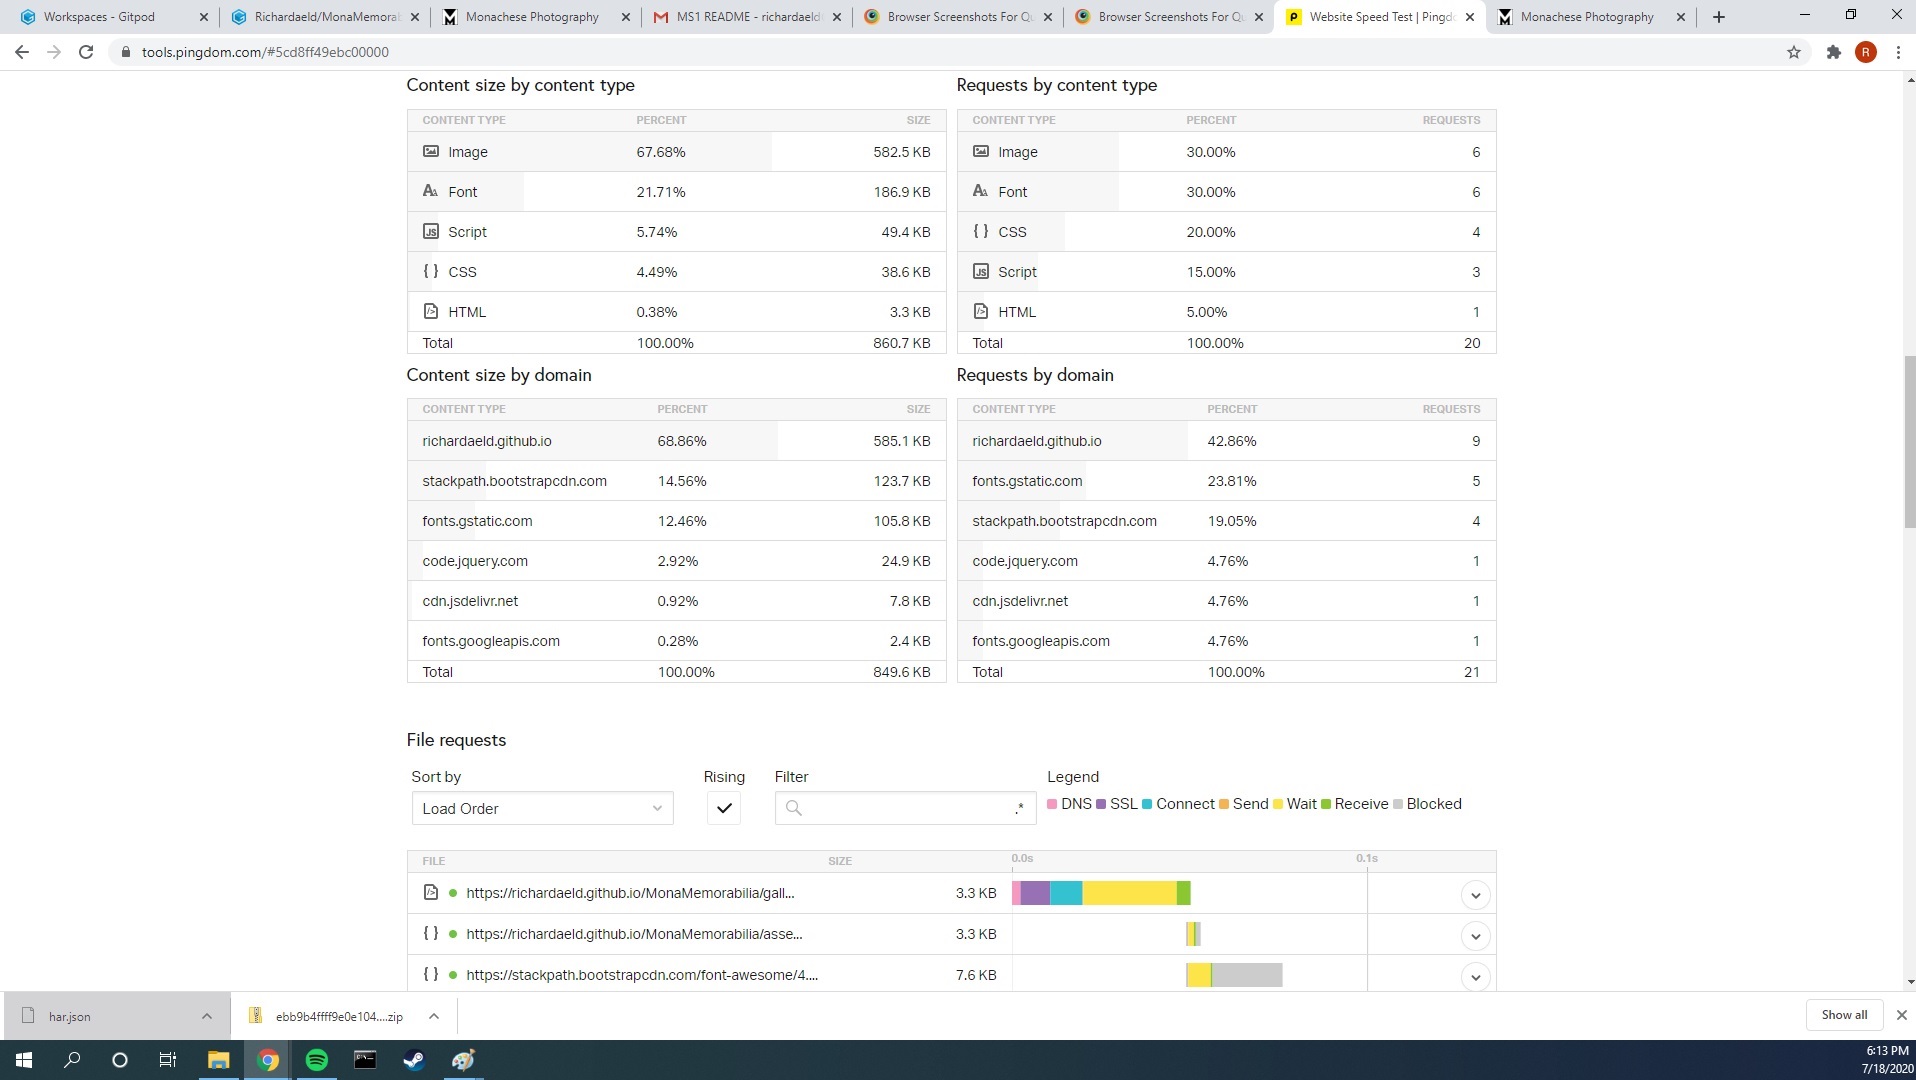 Workspaces - Gitpod
Richardaeld/MonaMemorabi
Monachese Photography
MS1 README - richardaeld
Browser Screenshots For Qu
Browser Screenshots For Qu
Website Speed Test | Pingdo
Monachese Photography
tools.pingdom.com/#5cd8ff49ebc00000
R
Content size by content type
CONTENT TYPE PERCENT SIZE
Image 67.68% 582.5 KB
Font 21.71% 186.9 KB
Script 5.74% 49.4 KB
CSS 4.49% 38.6 KB
HTML 0.38% 3.3 KB
Total 100.00% 860.7 KB
Requests by content type
CONTENT TYPE PERCENT REQUESTS
Image 30.00% 6
Font 30.00% 6
CSS 20.00% 4
Script 15.00% 3
HTML 5.00% 1
Total 100.00% 20
Content size by domain
CONTENT TYPE PERCENT SIZE
richardaeld.github.io 68.86% 585.1 KB
stackpath.bootstrapcdn.com 14.56% 123.7 KB
fonts.gstatic.com 12.46% 105.8 KB
code.jquery.com 2.92% 24.9 KB
cdn.jsdelivr.net 0.92% 7.8 KB
fonts.googleapis.com 0.28% 2.4 KB
Total 100.00% 849.6 KB
Requests by domain
CONTENT TYPE PERCENT REQUESTS
richardaeld.github.io 42.86% 9
fonts.gstatic.com 23.81% 5
stackpath.bootstrapcdn.com 19.05% 4
code.jquery.com 4.76% 1
cdn.jsdelivr.net 4.76% 1
fonts.googleapis.com 4.76% 1
Total 100.00% 21
File requests
Sort by Rising Filter Legend
Load Order .* DNS SSL Connect Send Wait Receive Blocked
FILE SIZE 0.0s 0.1s
https://richardaeld.github.io/MonaMemorabilia/gall... 3.3 KB
https://richardaeld.github.io/MonaMemorabilia/asse... 3.3 KB
https://stackpath.bootstrapcdn.com/font-awesome/4.... 7.6 KB
har.json
ebb9b4ffff9e0e104....zip
Show all
6:13 PM
7/18/2020